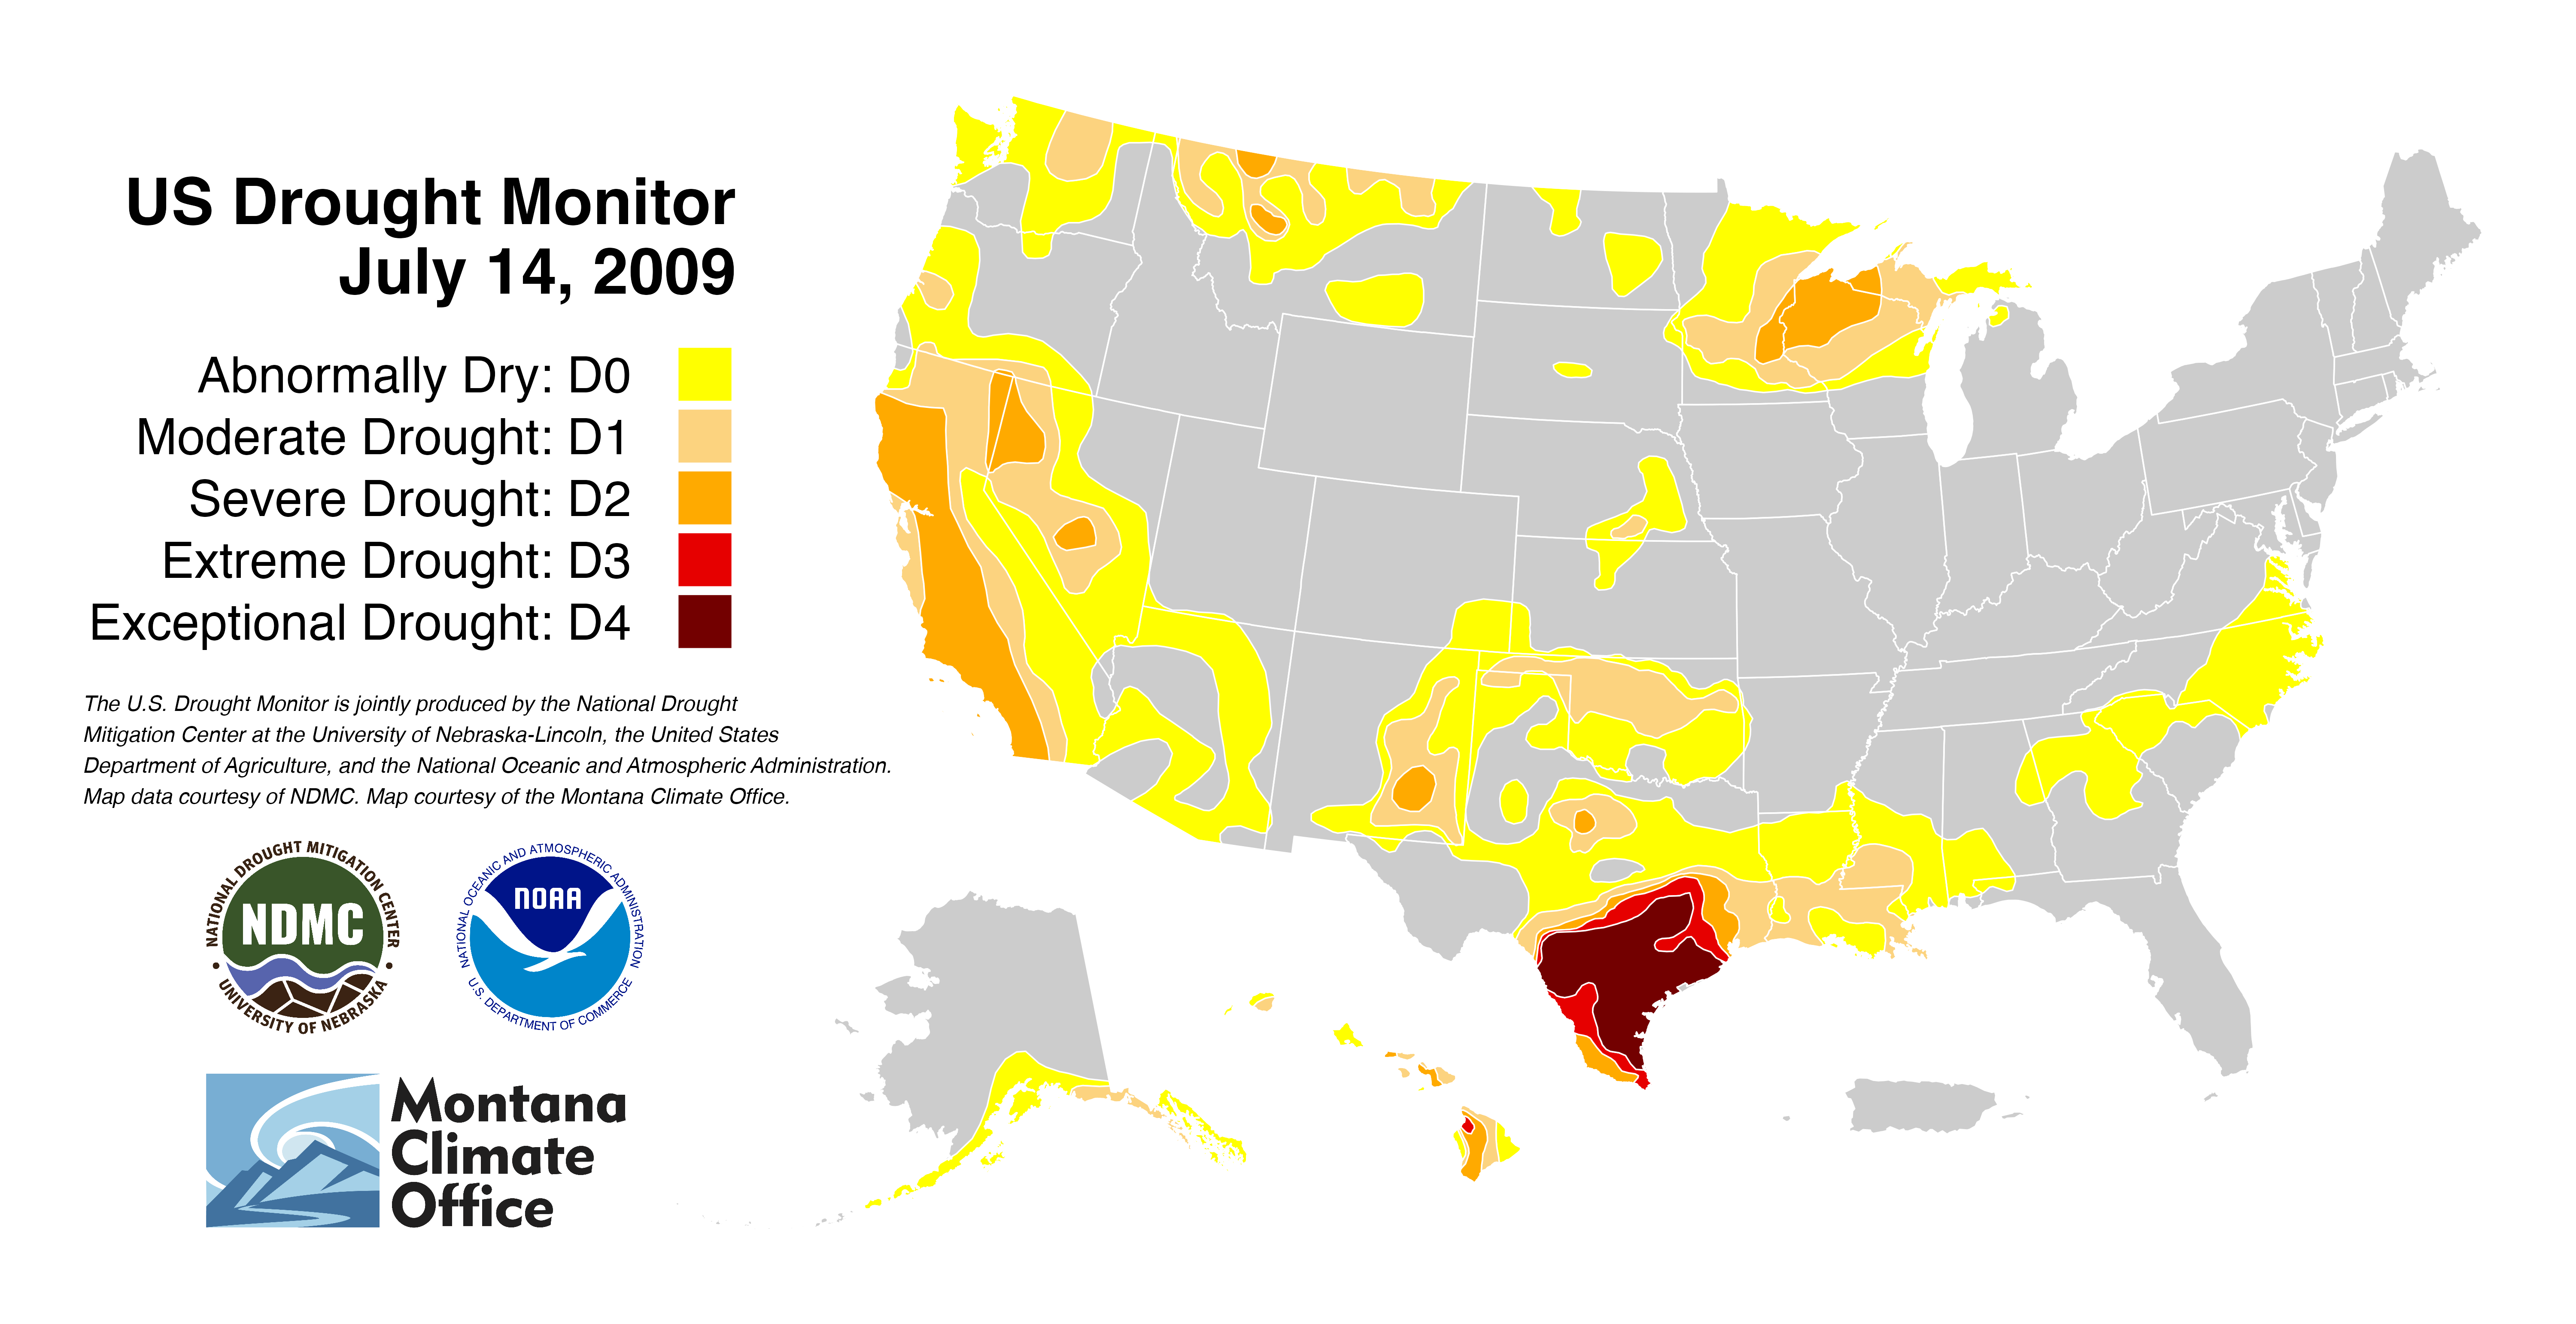 US Drought Monitor
July 14, 2009
Abnormally Dry: D0
Moderate Drought: D1
Severe Drought: D2
Extreme Drought: D3
Exceptional Drought: D4
The U.S. Drought Monitor is jointly produced by the National Drought
Mitigation Center at the University of Nebraska-Lincoln, the United States
Department of Agriculture, and the National Oceanic and Atmospheric Administration.
Map data courtesy of NDMC. Map courtesy of the Montana Climate Office.
NATIONAL DROUGHT MITIGATION CENTER
NDMC
UNIVERSITY OF NEBRASKA
NATIONAL OCEANIC AND ATMOSPHERIC ADMINISTRATION
NOAA
U.S. DEPARTMENT OF COMMERCE
Montana
Climate
Office